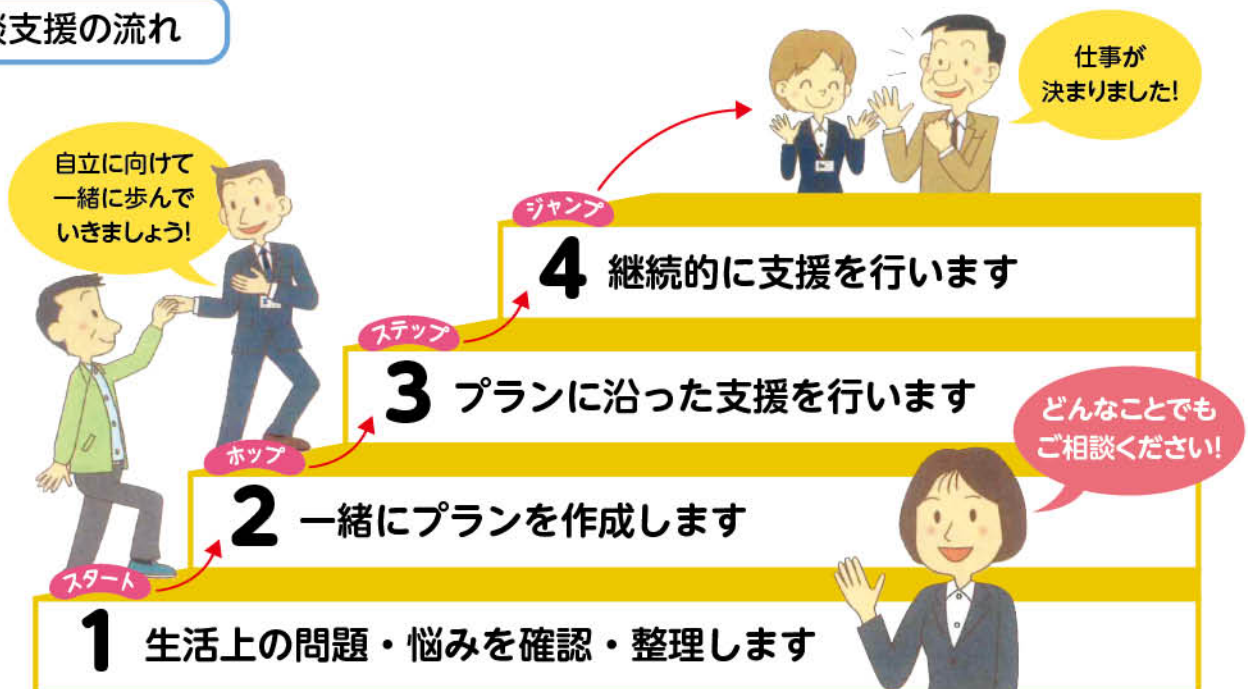 支援の流れ
自立に向けて
一緒に歩んで
いきましょう!
仕事が
決まりました!
ジャンプ
4 継続的に支援を行います
ステップ
3 プランに沿った支援を行います
どんなことでも
ご相談ください!
ホップ
2 一緒にプランを作成します
スタート
1 生活上の問題・悩みを確認・整理します